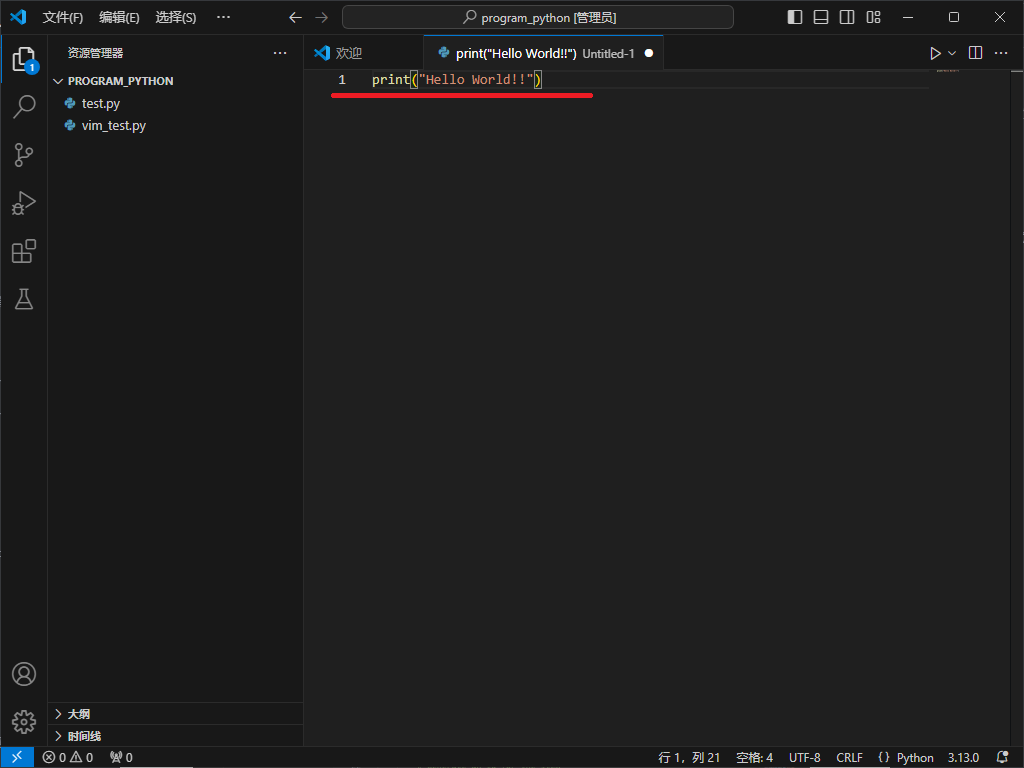 文件(F) 编辑(E) 选择(S) ··· program_python [管理员]
资源管理器 ···
欢迎 print("Hello World!!") Untitled-1
1
PROGRAM_PYTHON
test.py
vim_test.py
1 print("Hello World!!")
大纲
时间线
0 0 0 行 1，列 21 空格: 4 UTF-8 CRLF {} Python 3.13.0